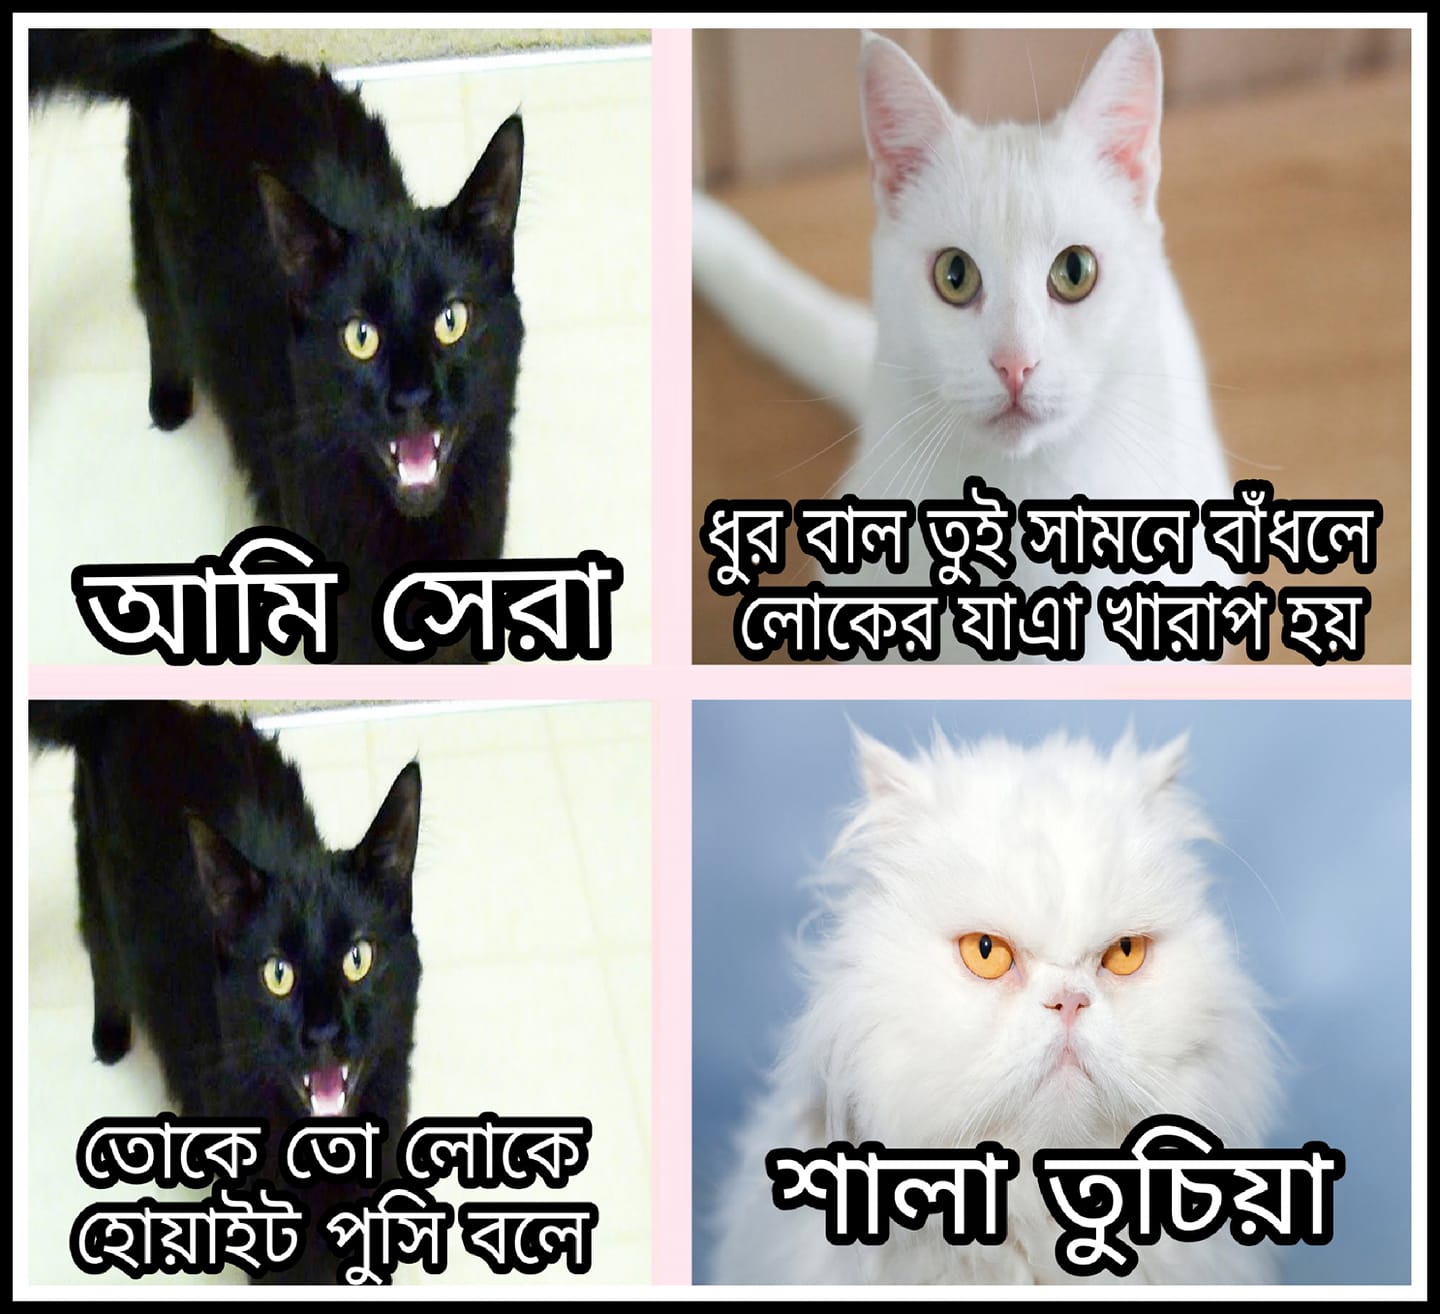 আমি সেরা
ধুর বাল তুই সামনে বাঁধলে
লোকের যাএা খারাপ হয়
তোকে তো লোকে
হোয়াইট পুসি বলে
শালা তুচিয়া